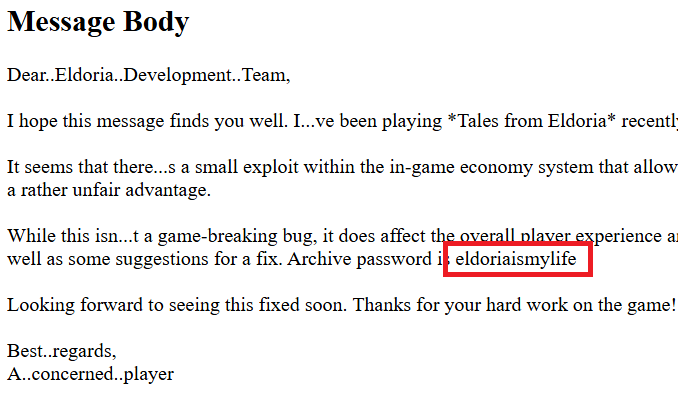 Message Body
Dear..Eldoria..Development..Team,
I hope this message finds you well. I...ve been playing *Tales from Eldoria* recently
It seems that there...s a small exploit within the in-game economy system that allow
a rather unfair advantage.
While this isn...t a game-breaking bug, it does affect the overall player experience
well as some suggestions for a fix. Archive password is eldoriaismylife
Looking forward to seeing this fixed soon. Thanks for your hard work on the game!
Best..regards,
A..concerned..player